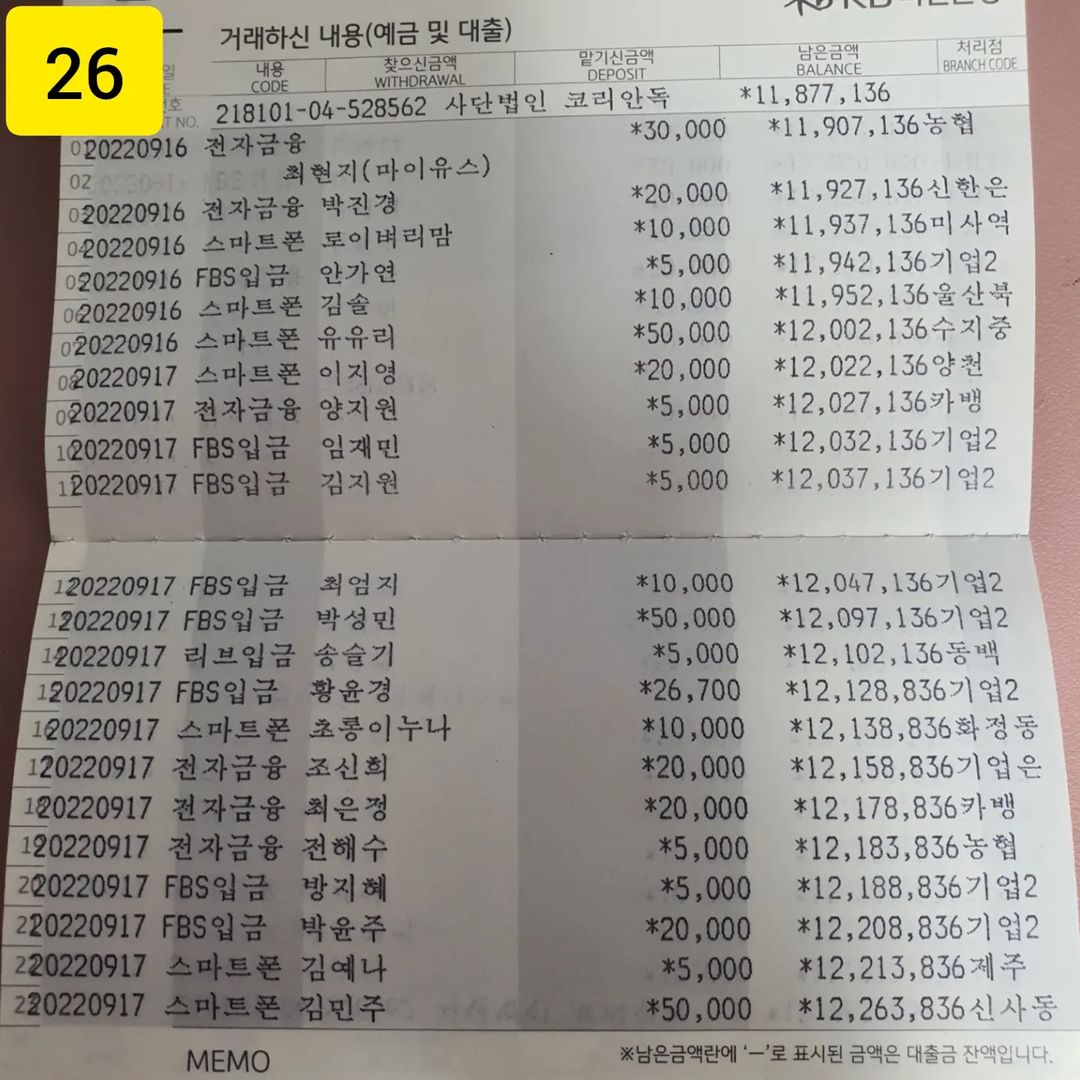 26
거래하신 내용(예금 및 대출)
내용 찾으신금액 맡기신금액 남은금액 처리점
CODE WITHDRAWAL DEPOSIT BALANCE BRANCH CODE
NO. 218101-04-528562 사단법인 코리안독 *11,877,136
01 20220916 전자금융 *30,000 *11,907,136농협
02 최현지(마이유스)
03 20220916 전자금융 박진경 *20,000 *11,927,136신한은
04 20220916 스마트폰 로이벼리맘 *10,000 *11,937,136미사역
05 20220916 FBS입금 안가연 *5,000 *11,942,136기업2
06 20220916 스마트폰 김솔 *10,000 *11,952,136울산북
07 20220916 스마트폰 유유리 *50,000 *12,002,136수지중
08 20220917 스마트폰 이지영 *20,000 *12,022,136양천
09 20220917 전자금융 양지원 *5,000 *12,027,136카뱅
10 20220917 FBS입금 임재민 *5,000 *12,032,136기업2
11 20220917 FBS입금 김지원 *5,000 *12,037,136기업2
12 20220917 FBS입금 최엄지 *10,000 *12,047,136기업2
13 20220917 FBS입금 박성민 *50,000 *12,097,136기업2
14 20220917 리브입금 송슬기 *5,000 *12,102,136동백
15 20220917 FBS입금 황윤경 *26,700 *12,128,836기업2
16 20220917 스마트폰 초롱이누나 *10,000 *12,138,836화정동
17 20220917 전자금융 조신희 *20,000 *12,158,836기업은
18 20220917 전자금융 최은정 *20,000 *12,178,836카뱅
19 20220917 전자금융 전해수 *5,000 *12,183,836농협
20 20220917 FBS입금 방지혜 *5,000 *12,188,836기업2
22 20220917 FBS입금 박윤주 *20,000 *12,208,836기업2
22 20220917 스마트폰 김예나 *5,000 *12,213,836제주
23 20220917 스마트폰 김민주 *50,000 *12,263,836신사동
MEMO ※남은금액란에 '－'로 표시된 금액은 대출금 잔액입니다.